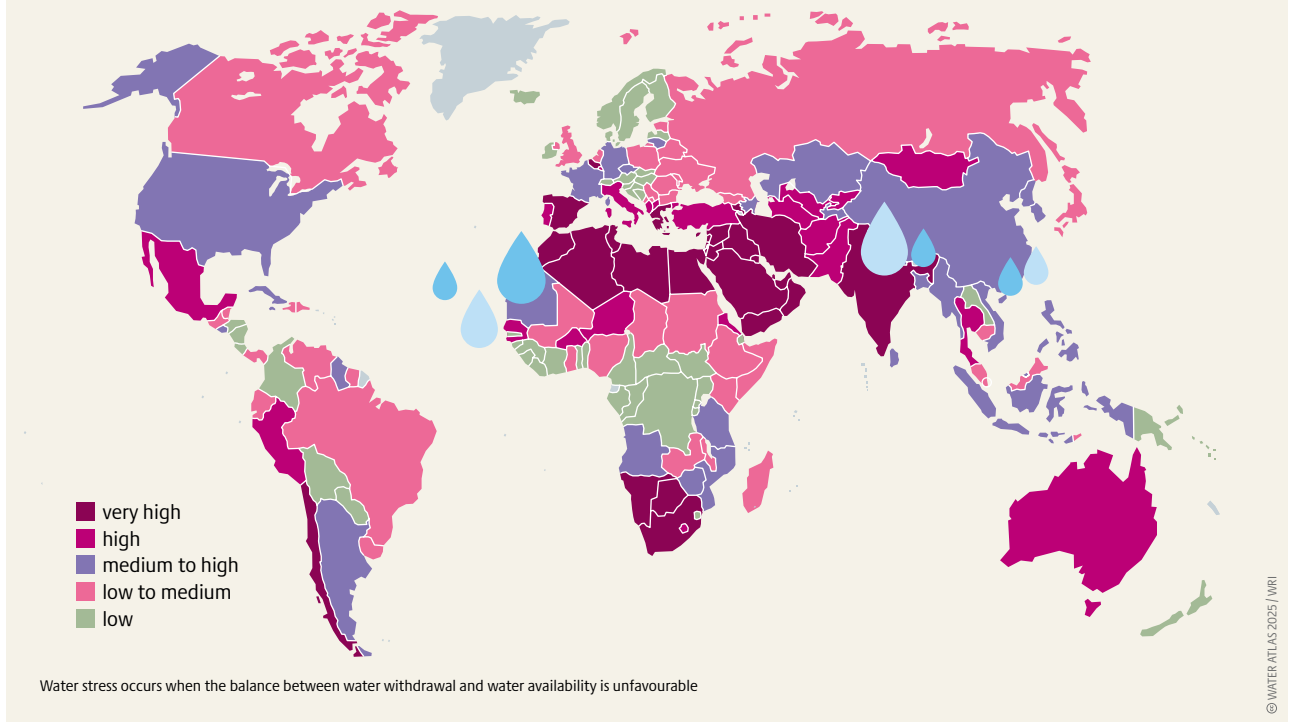 very high
high
medium to high
low to medium
low
Water stress occurs when the balance between water withdrawal and water availability is unfavourable
WATER ATLAS 2025 / WRI